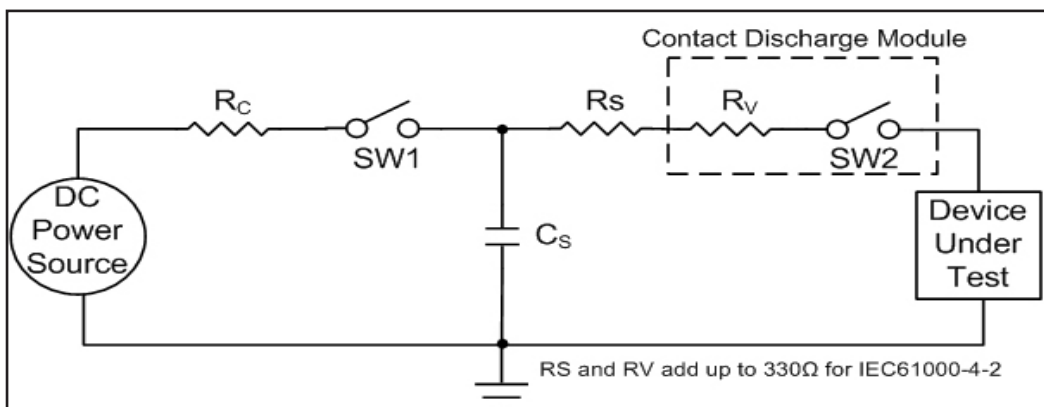 Contact Discharge Module
RC
SW1
Rs
RV
SW2
DC
Power
Source
CS
Device
Under
Test
RS and RV add up to 330Ω for IEC61000-4-2